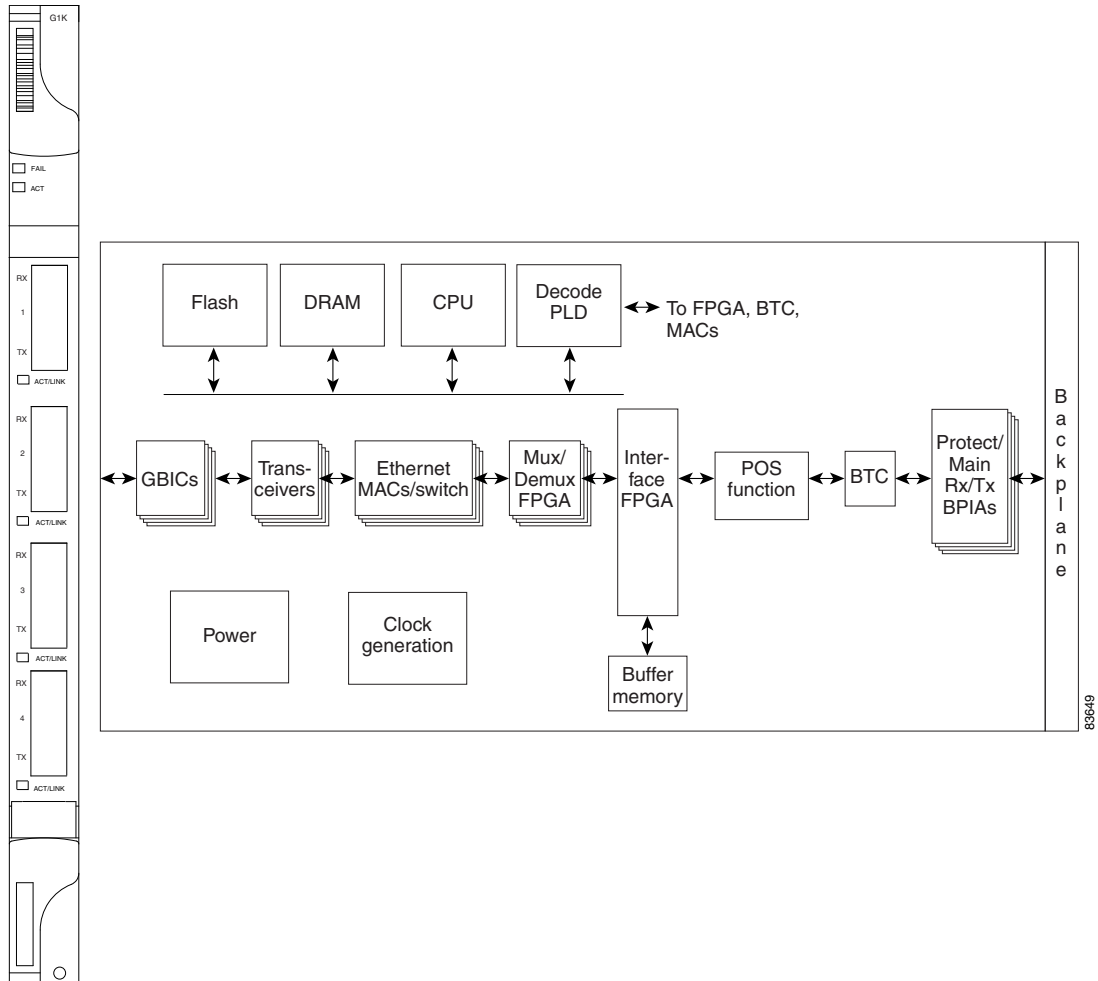 G1K
FAIL
ACT
RX
1
TX
ACT/LINK
RX
2
TX
ACT/LINK
RX
3
TX
ACT/LINK
RX
4
TX
ACT/LINK
Flash
DRAM
CPU
Decode
PLD
To FPGA, BTC,
MACs
GBICs
Trans-
ceivers
Ethernet
MACs/switch
Mux/
Demux
FPGA
Inter-
face
FPGA
POS
function
BTC
Protect/
Main
Rx/Tx
BPIAs
Backplane
Power
Clock
generation
Buffer
memory
83649